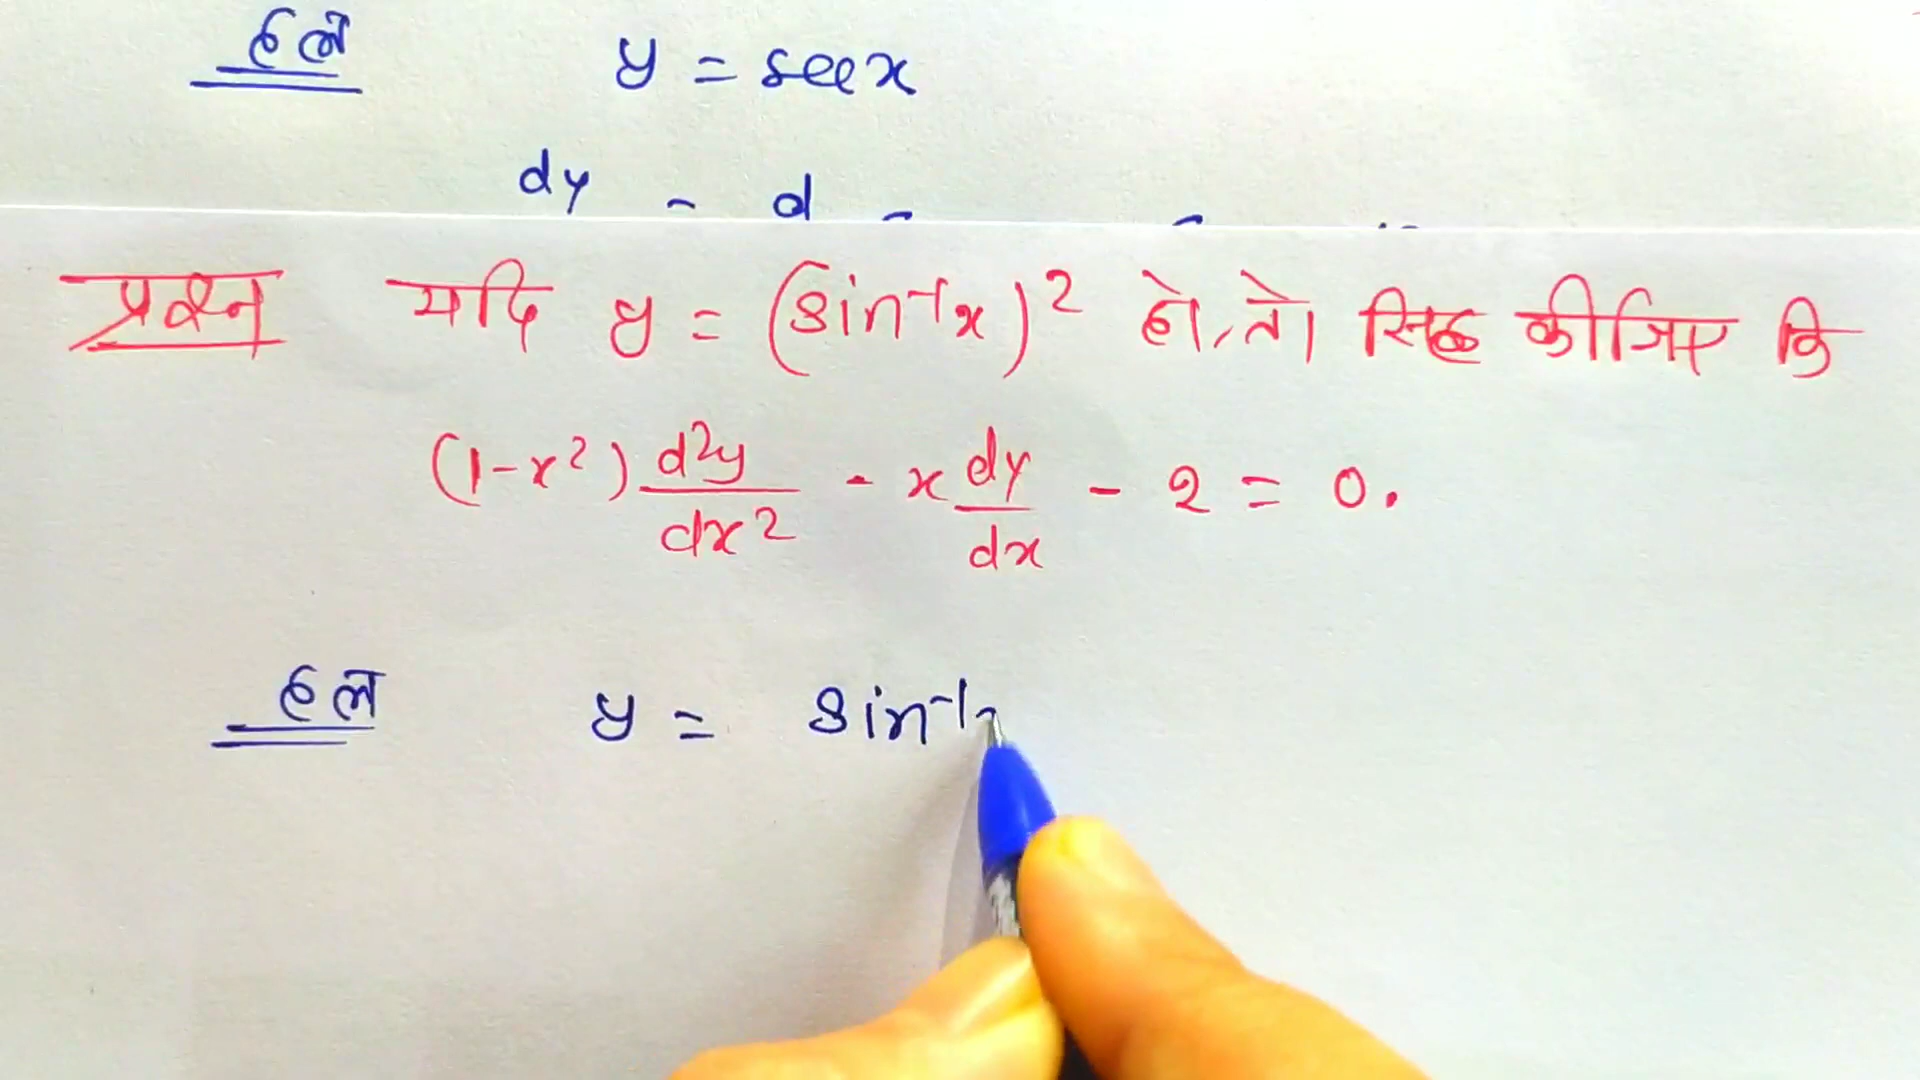 हल y = secx
dy d
प्रश्न यदि y = (sin⁻¹x)² हो, तो सिद्ध कीजिए कि
(1-x²) d²y/dx² - x dy/dx - 2 = 0.
हल y = sin⁻¹